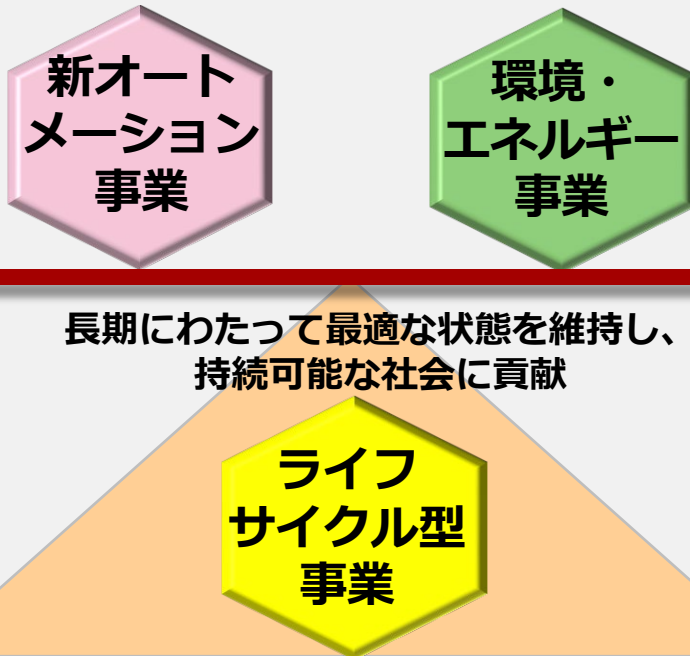 新オート
メーション
事業
環境・
エネルギー
事業
長期にわたって最適な状態を維持し、
持続可能な社会に貢献
ライフ
サイクル型
事業